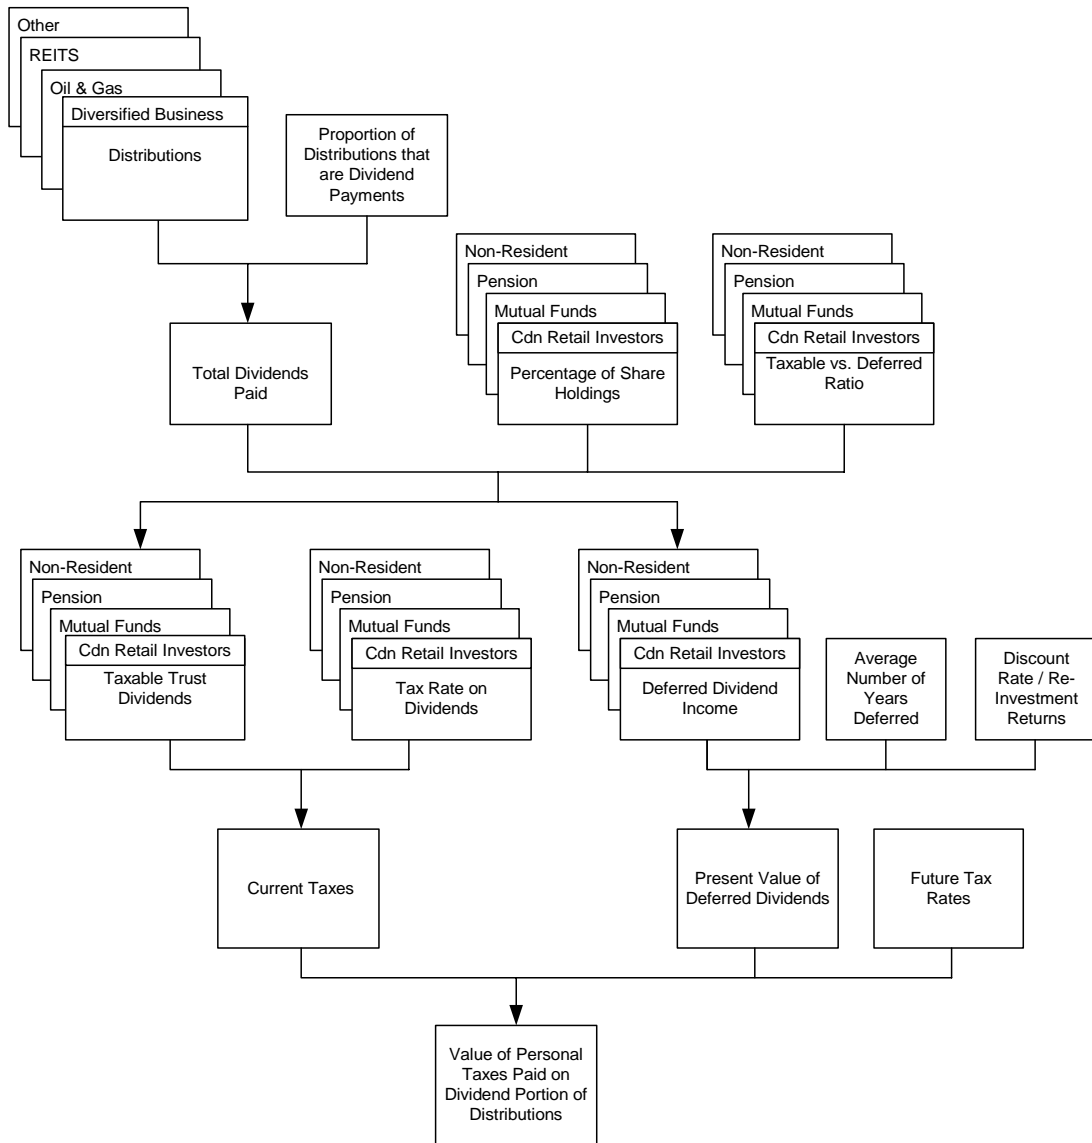 Other
REITS
Oil & Gas
Diversified Business
Distributions
Proportion of
Distributions that
are Dividend
Payments
Non-Resident
Pension
Mutual Funds
Cdn Retail Investors
Percentage of Share
Holdings
Non-Resident
Pension
Mutual Funds
Cdn Retail Investors
Taxable vs. Deferred
Ratio
Total Dividends
Paid
Non-Resident
Pension
Mutual Funds
Cdn Retail Investors
Taxable Trust
Dividends
Non-Resident
Pension
Mutual Funds
Cdn Retail Investors
Tax Rate on
Dividends
Non-Resident
Pension
Mutual Funds
Cdn Retail Investors
Deferred Dividend
Income
Average
Number of
Years
Deferred
Discount
Rate / Re-
Investment
Returns
Current Taxes
Present Value of
Deferred Dividends
Future Tax
Rates
Value of Personal
Taxes Paid on
Dividend Portion of
Distributions